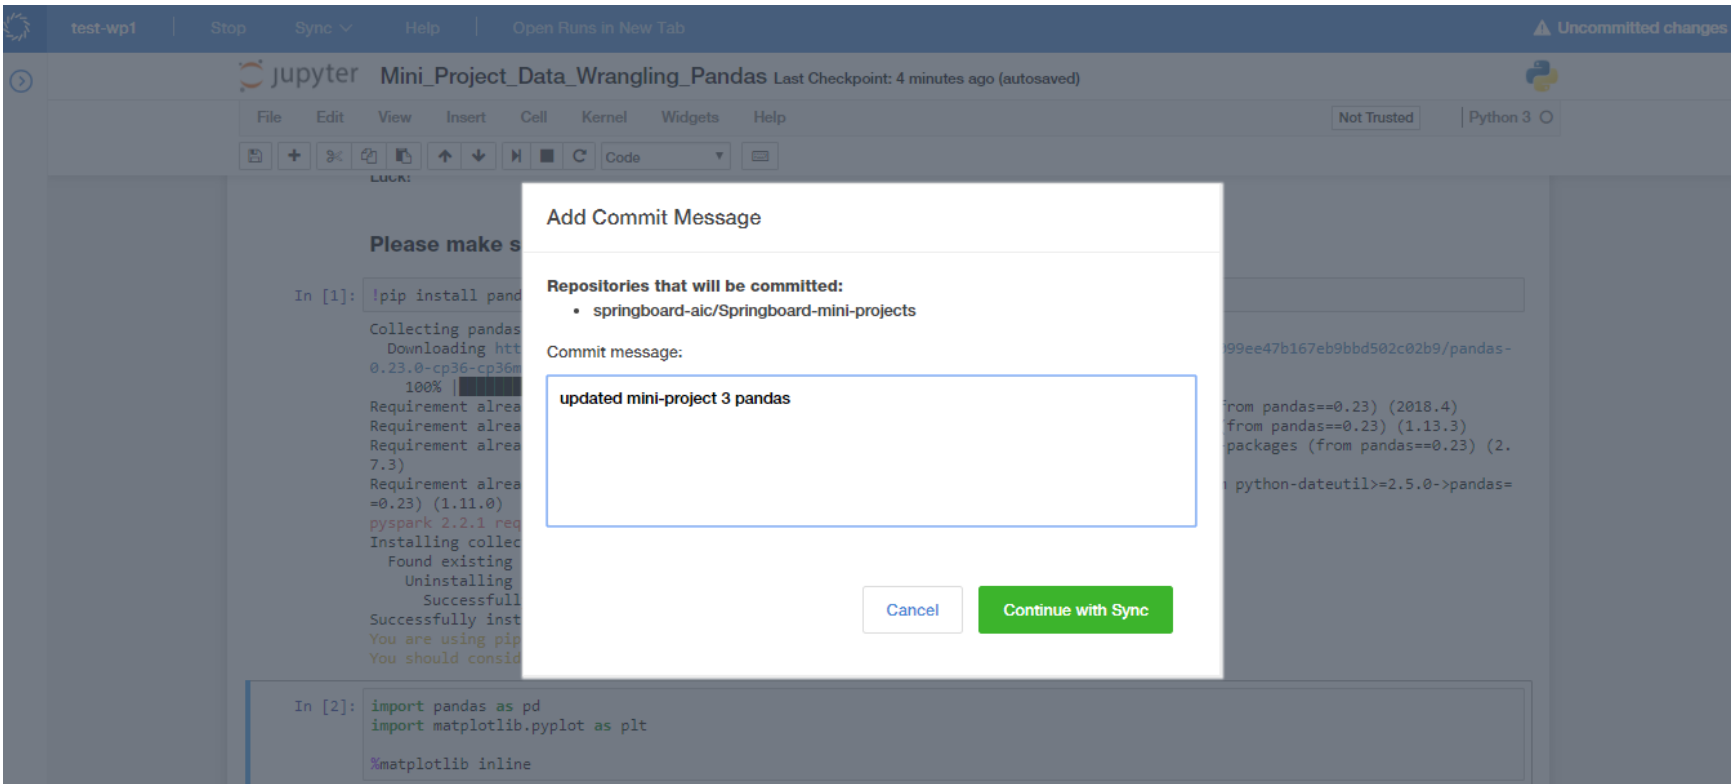 test-wp1 Stop Sync Help Open Runs in New Tab Uncommitted changes
jupyter Mini_Project_Data_Wrangling_Pandas Last Checkpoint: 4 minutes ago (autosaved)
File Edit View Insert Cell Kernel Widgets Help Not Trusted Python 3
Code
Luck!
Add Commit Message
Please make s
Repositories that will be committed:
In [1]: !pip install pand
• springboard-aic/Springboard-mini-projects
Collecting pandas
Commit message:
Downloading htt 99ee47b167eb9bbd502c02b9/pandas-
0.23.0-cp36-cp36m
100% |
updated mini-project 3 pandas
Requirement alrea from pandas==0.23) (2018.4)
Requirement alrea (from pandas==0.23) (1.13.3)
Requirement alrea -packages (from pandas==0.23) (2.
7.3)
Requirement alrea python-dateutil>=2.5.0->pandas=
=0.23) (1.11.0)
pyspark 2.2.1 req
Installing collec
Found existing
Uninstalling
Successfull
Cancel Continue with Sync
Successfully inst
You are using pip
You should consid
In [2]: import pandas as pd
import matplotlib.pyplot as plt
%matplotlib inline